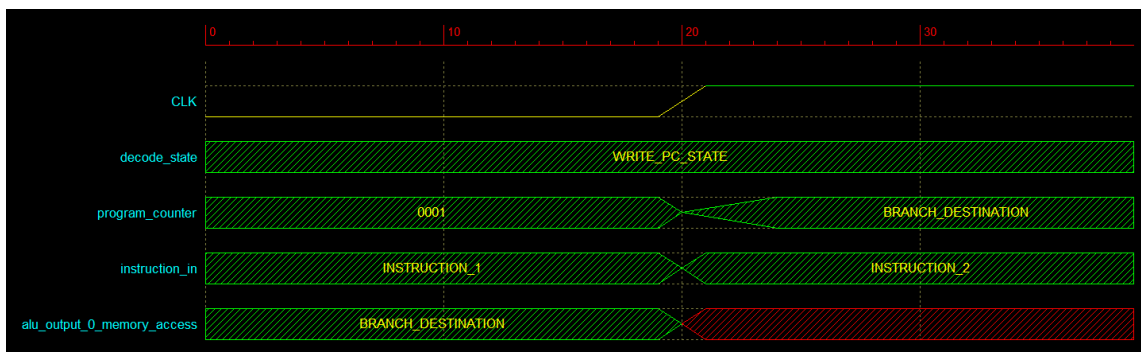 0 10 20 30
CLK
decode_state WRITE_PC_STATE
program_counter 0001 BRANCH_DESTINATION
instruction_in INSTRUCTION_1 INSTRUCTION_2
alu_output_0_memory_access BRANCH_DESTINATION